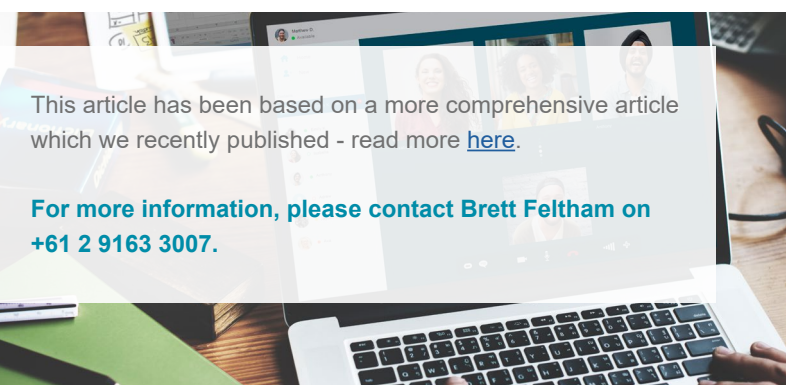 This article has been based on a more comprehensive article
which we recently published - read more here.
For more information, please contact Brett Feltham on
+61 2 9163 3007.